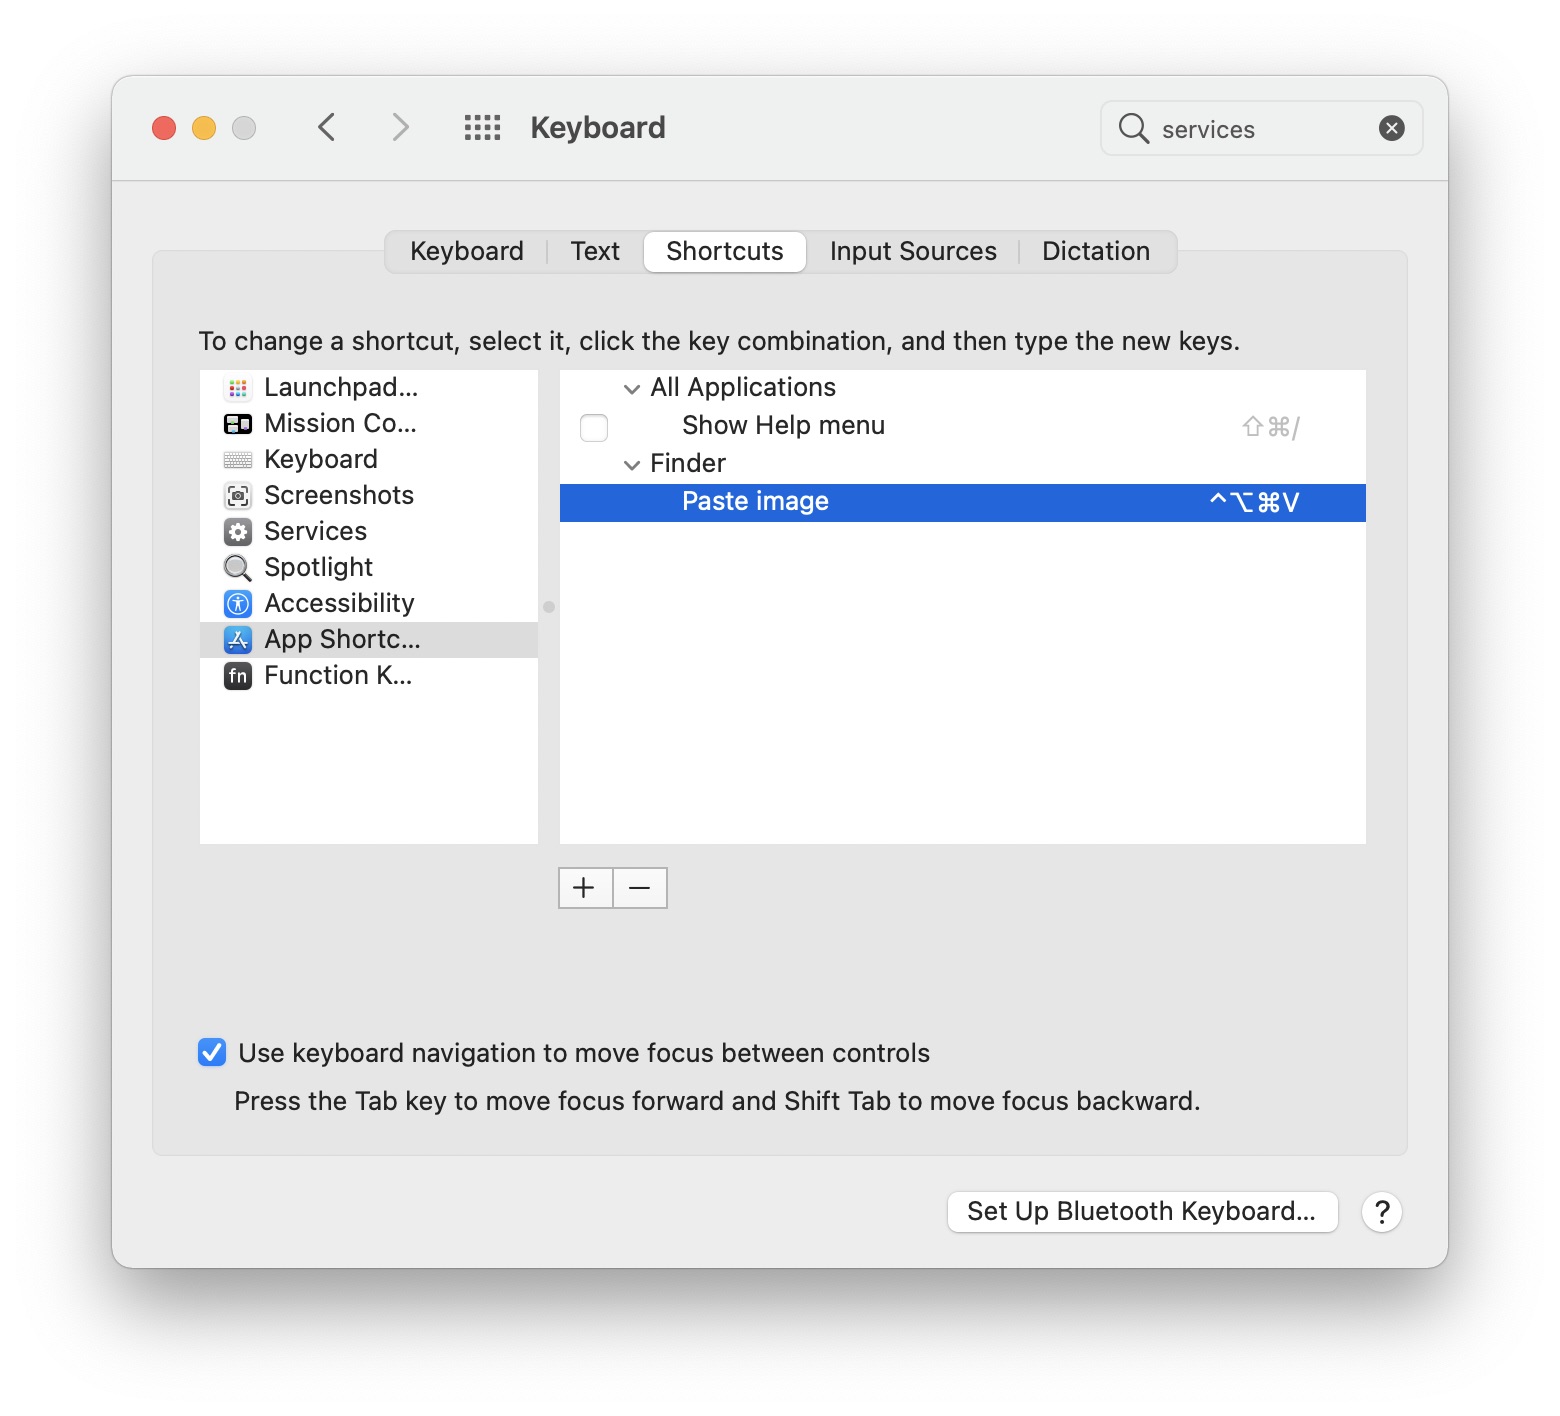 Keyboard
services
Keyboard
Text
Shortcuts
Input Sources
Dictation
To change a shortcut, select it, click the key combination, and then type the new keys.
Launchpad...
Mission Co...
Keyboard
Screenshots
Services
Spotlight
Accessibility
App Shortc...
fn Function K...
All Applications
Show Help menu ⇧⌘/
Finder
Paste image ^⌥⌘V
Use keyboard navigation to move focus between controls
Press the Tab key to move focus forward and Shift Tab to move focus backward.
Set Up Bluetooth Keyboard...
?